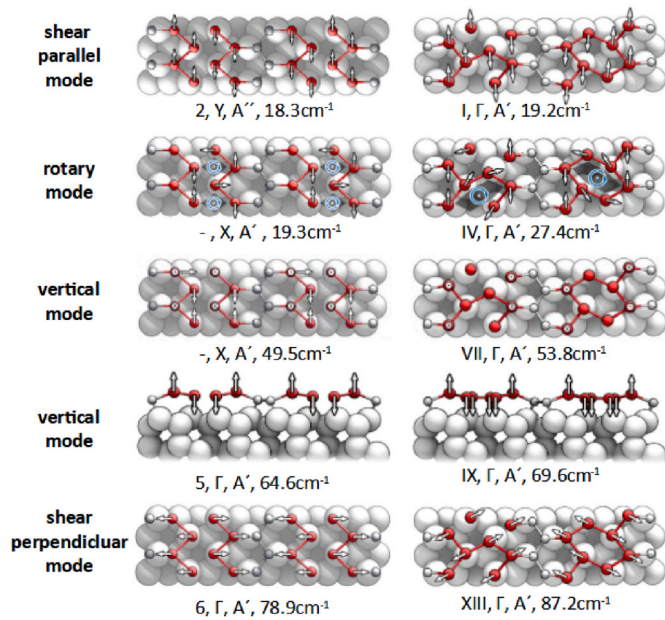 shear
parallel
mode
2, Y, A´´, 18.3cm⁻¹
I, Γ, A´, 19.2cm⁻¹
rotary
mode
-, X, A´ , 19.3cm⁻¹
IV, Γ, A´, 27.4cm⁻¹
vertical
mode
-, X, A´, 49.5cm⁻¹
VII, Γ, A´, 53.8cm⁻¹
vertical
mode
5, Γ, A´, 64.6cm⁻¹
IX, Γ, A´, 69.6cm⁻¹
shear
perpendicluar
mode
6, Γ, A´, 78.9cm⁻¹
XIII, Γ, A´, 87.2cm⁻¹